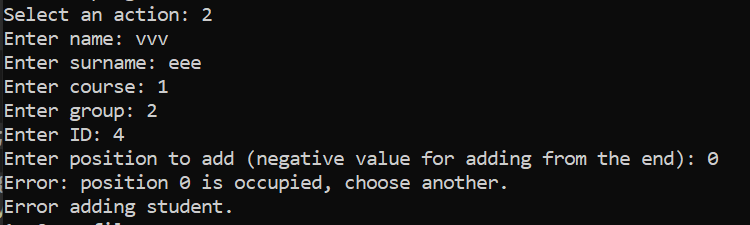 Select an action: 2
Enter name: vvv
Enter surname: eee
Enter course: 1
Enter group: 2
Enter ID: 4
Enter position to add (negative value for adding from the end): 0
Error: position 0 is occupied, choose another.
Error adding student.